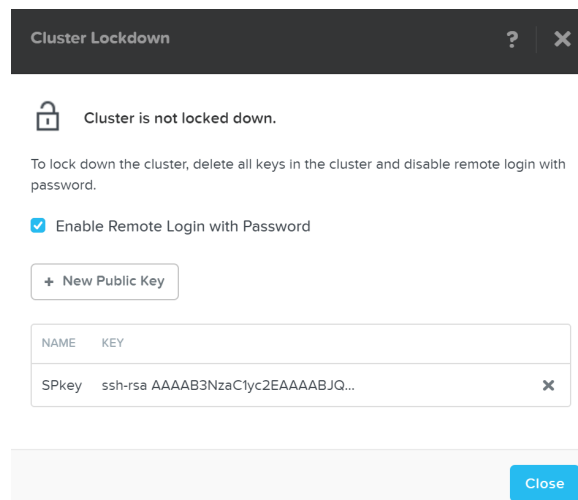 Cluster Lockdown
?
Cluster is not locked down.
To lock down the cluster, delete all keys in the cluster and disable remote login with
password.
Enable Remote Login with Password
+ New Public Key
NAME KEY
SPkey ssh-rsa AAAAB3NzaC1yc2EAAAABJQ...
Close